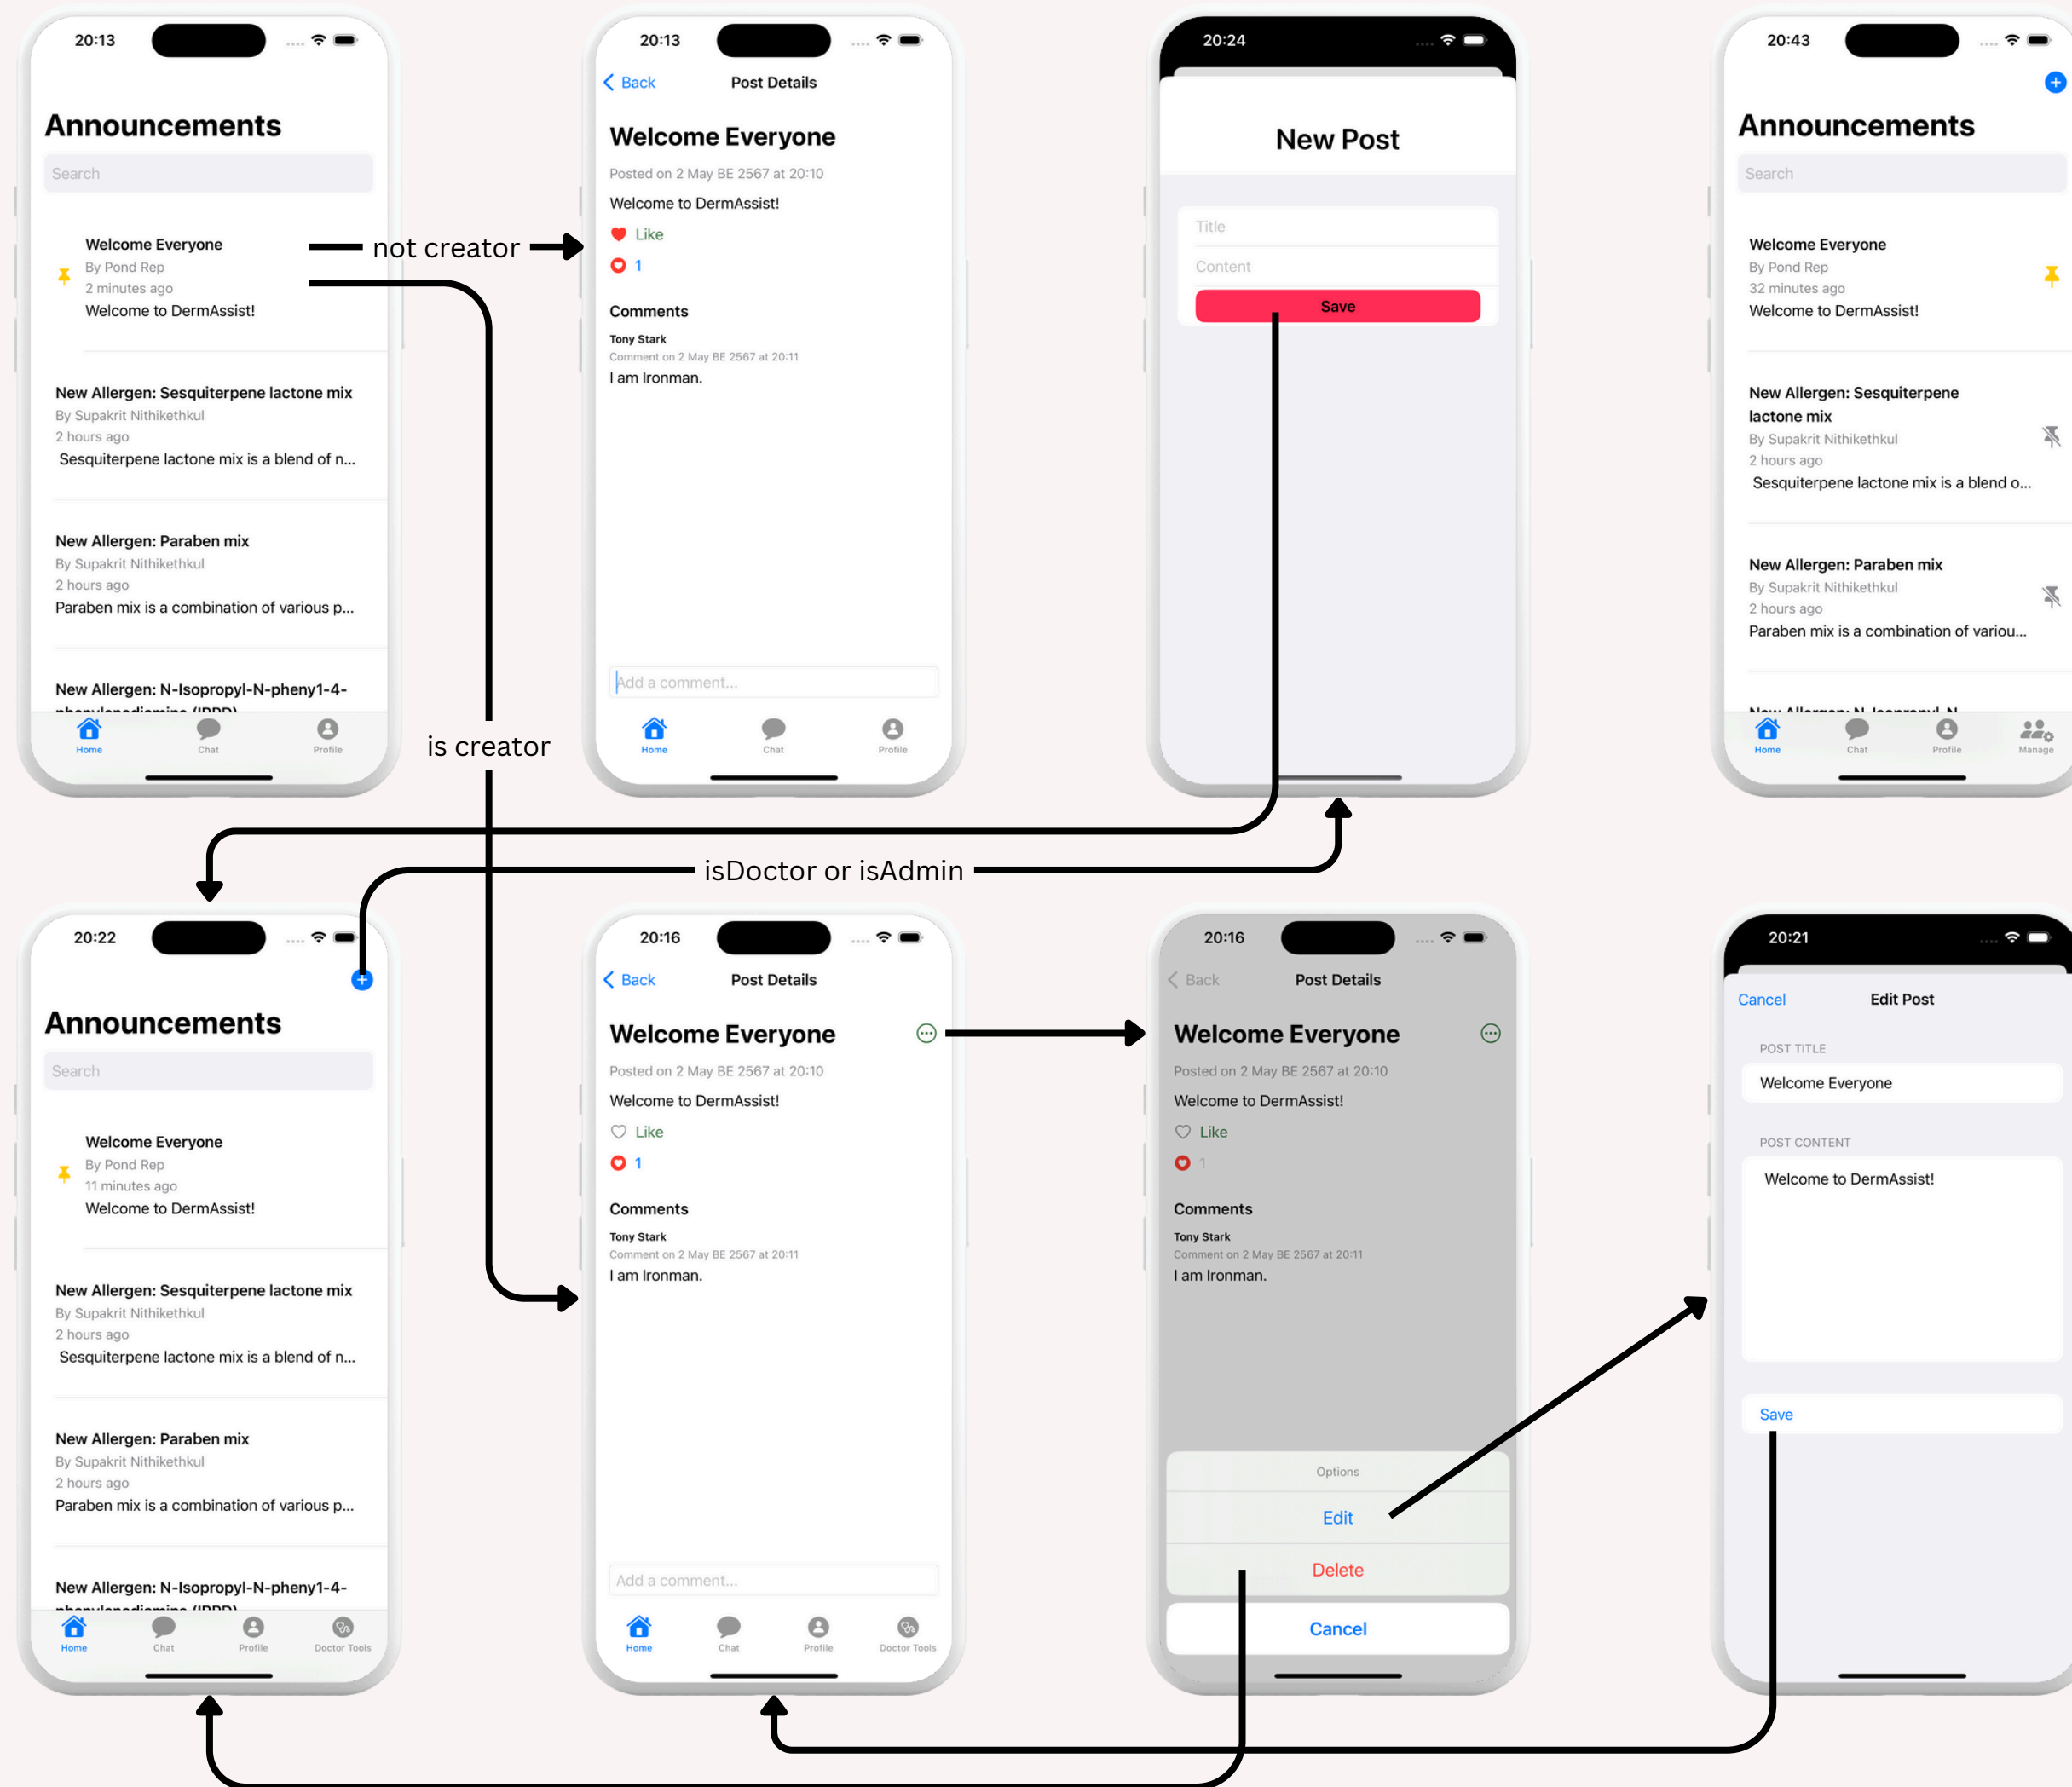 20:13
Announcements
Search
Welcome Everyone
By Pond Rep
2 minutes ago
Welcome to DermAssist!
New Allergen: Sesquiterpene lactone mix
By Supakrit Nithikethkul
2 hours ago
Sesquiterpene lactone mix is a blend of n...
New Allergen: Paraben mix
By Supakrit Nithikethkul
2 hours ago
Paraben mix is a combination of various p...
New Allergen: N-Isopropyl-N-pheny1-4-
Home
Chat
Profile
not creator
is creator
20:13
Back
Post Details
Welcome Everyone
Posted on 2 May BE 2567 at 20:10
Welcome to DermAssist!
Like
1
Comments
Tony Stark
Comment on 2 May BE 2567 at 20:11
I am Ironman.
Add a comment...
Home
Chat
Profile
20:24
New Post
Title
Content
Save
20:43
Announcements
Search
Welcome Everyone
By Pond Rep
32 minutes ago
Welcome to DermAssist!
New Allergen: Sesquiterpene
lactone mix
By Supakrit Nithikethkul
2 hours ago
Sesquiterpene lactone mix is a blend o...
New Allergen: Paraben mix
By Supakrit Nithikethkul
2 hours ago
Paraben mix is a combination of variou...
Home
Chat
Profile
Manage
isDoctor or isAdmin
20:22
Announcements
Search
Welcome Everyone
By Pond Rep
11 minutes ago
Welcome to DermAssist!
New Allergen: Sesquiterpene lactone mix
By Supakrit Nithikethkul
2 hours ago
Sesquiterpene lactone mix is a blend of n...
New Allergen: Paraben mix
By Supakrit Nithikethkul
2 hours ago
Paraben mix is a combination of various p...
New Allergen: N-Isopropyl-N-pheny1-4-
Home
Chat
Profile
Doctor Tools
20:16
Back
Post Details
Welcome Everyone
Posted on 2 May BE 2567 at 20:10
Welcome to DermAssist!
Like
1
Comments
Tony Stark
Comment on 2 May BE 2567 at 20:11
I am Ironman.
Add a comment...
Home
Chat
Profile
Doctor Tools
20:16
Back
Post Details
Welcome Everyone
Posted on 2 May BE 2567 at 20:10
Welcome to DermAssist!
Like
1
Comments
Tony Stark
Comment on 2 May BE 2567 at 20:11
I am Ironman.
Options
Edit
Delete
Cancel
20:21
Cancel
Edit Post
POST TITLE
Welcome Everyone
POST CONTENT
Welcome to DermAssist!
Save